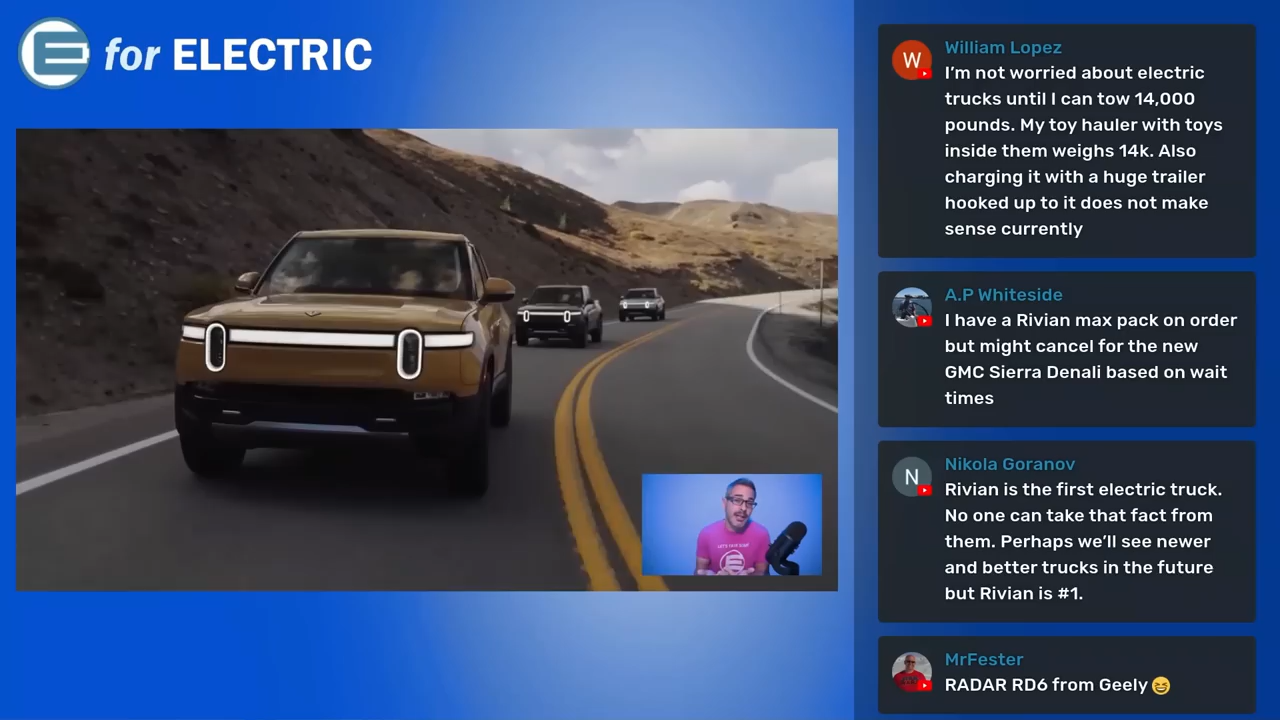 for ELECTRIC
William Lopez
W
I’m not worried about electric
trucks until I can tow 14,000
pounds. My toy hauler with toys
inside them weighs 14k. Also
charging it with a huge trailer
hooked up to it does not make
sense currently
A.P Whiteside
I have a Rivian max pack on order
but might cancel for the new
GMC Sierra Denali based on wait
times
Nikola Goranov
N
Rivian is the first electric truck.
No one can take that fact from
them. Perhaps we’ll see newer
and better trucks in the future
but Rivian is #1.
MrFester
RADAR RD6 from Geely